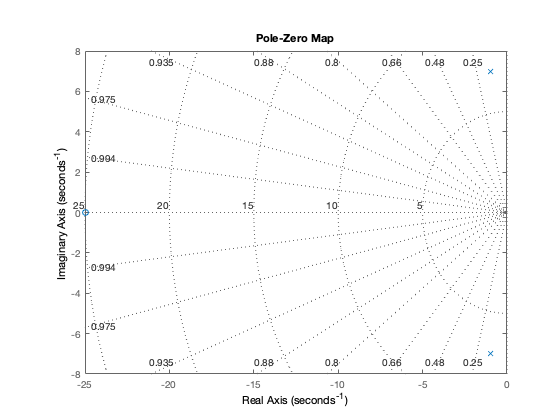 Pole-Zero Map
8
0.935 0.88 0.8 0.66 0.48 0.25
6
0.975
4
0.994
2
25 20 15 10 5
0
-2
0.994
-4
0.975
-6
0.935 0.88 0.8 0.66 0.48 0.25
-8
-25 -20 -15 -10 -5 0
Real Axis (seconds-1)
Imaginary Axis (seconds-1)